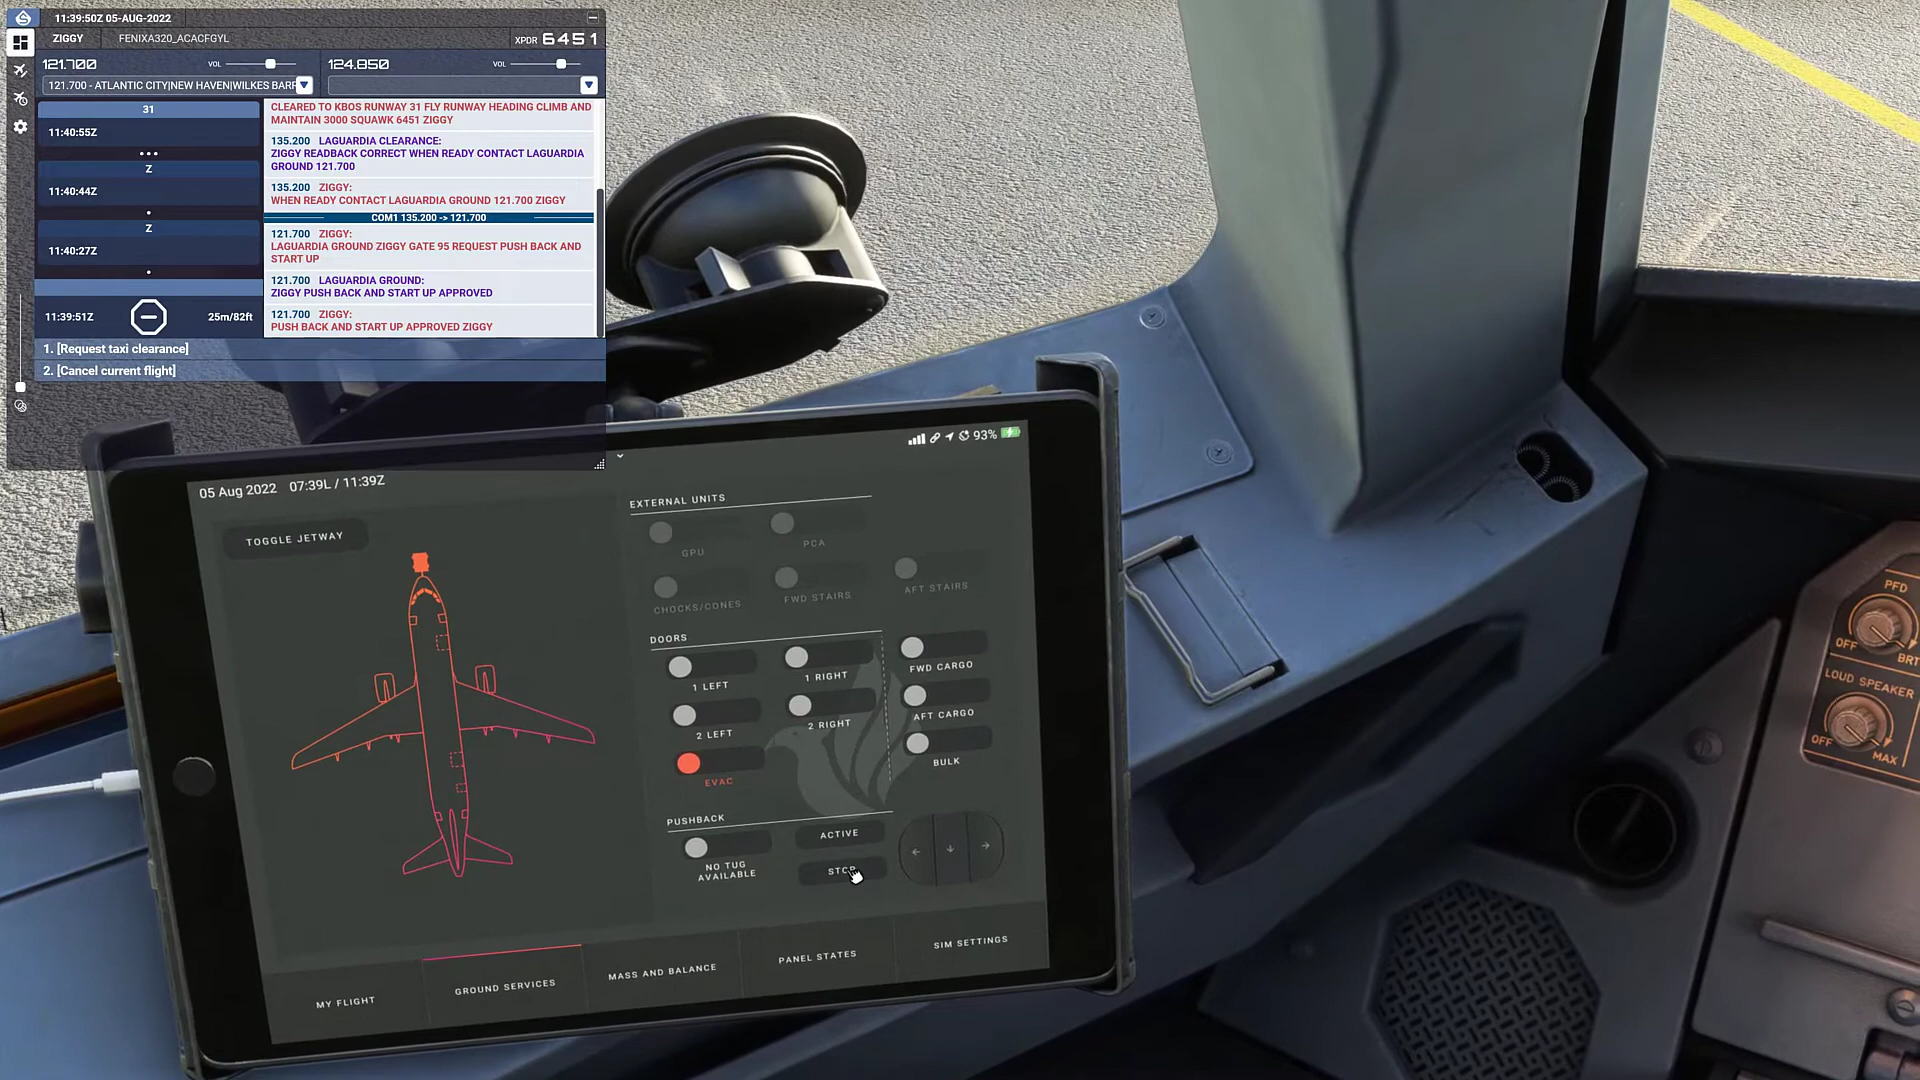 11:39:50Z 05-AUG-2022
ZIGGY FENIXA320_ACACFGYL XPDR 6451
121.700 VOL 124.850 VOL
121.700 - ATLANTIC CITY|NEW HAVEN|WILKES BARR
31
11:40:55Z
Z
11:40:44Z
Z
11:40:27Z
11:39:51Z 25m/82ft
CLEARED TO KBOS RUNWAY 31 FLY RUNWAY HEADING CLIMB AND
MAINTAIN 3000 SQUAWK 6451 ZIGGY
135.200 LAGUARDIA CLEARANCE:
ZIGGY READBACK CORRECT WHEN READY CONTACT LAGUARDIA
GROUND 121.700
135.200 ZIGGY:
WHEN READY CONTACT LAGUARDIA GROUND 121.700 ZIGGY
COM1 135.200 -> 121.700
121.700 ZIGGY:
LAGUARDIA GROUND ZIGGY GATE 95 REQUEST PUSH BACK AND
START UP
121.700 LAGUARDIA GROUND:
ZIGGY PUSH BACK AND START UP APPROVED
121.700 ZIGGY:
PUSH BACK AND START UP APPROVED ZIGGY
1. [Request taxi clearance]
2. [Cancel current flight]
93%
05 Aug 2022 07:39L / 11:39Z
TOGGLE JETWAY
EXTERNAL UNITS
GPU PCA
CHOCKS/CONES FWD STAIRS AFT STAIRS
DOORS
1 LEFT 1 RIGHT FWD CARGO
2 LEFT 2 RIGHT AFT CARGO
EVAC BULK
PUSHBACK
ACTIVE
NO TUG
AVAILABLE
STOP
MY FLIGHT GROUND SERVICES MASS AND BALANCE PANEL STATES SIM SETTINGS
PFD
OFF BRT
LOUD SPEAKER
OFF
MAX